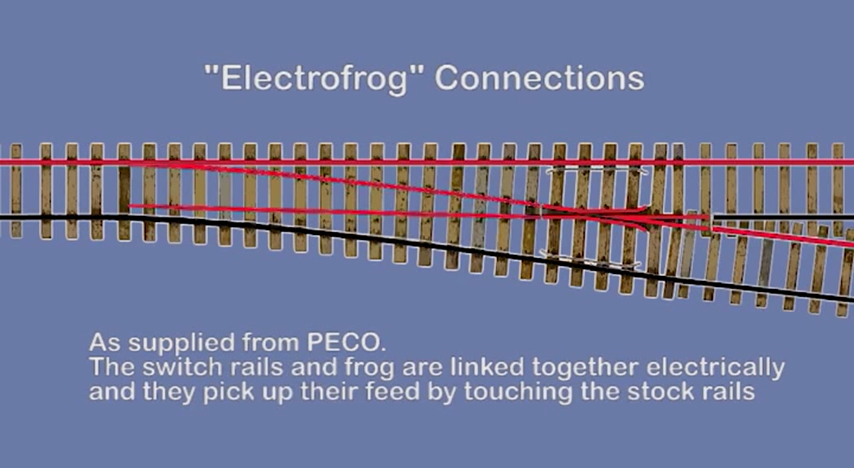 "Electrofrog" Connections
As supplied from PECO.
The switch rails and frog are linked together electrically
and they pick up their feed by touching the stock rails